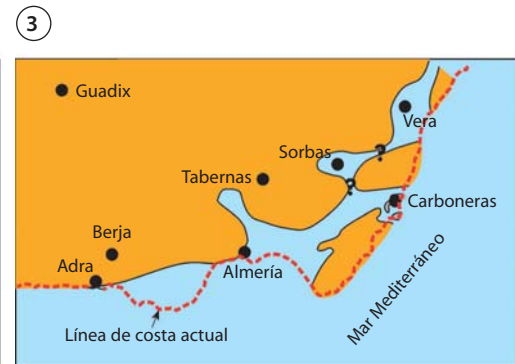 3
Guadix
Vera
?
Sorbas
Tabernas
?
Carboneras
Berja
Adra
Almería
Línea de costa actual
Mar Mediterráneo